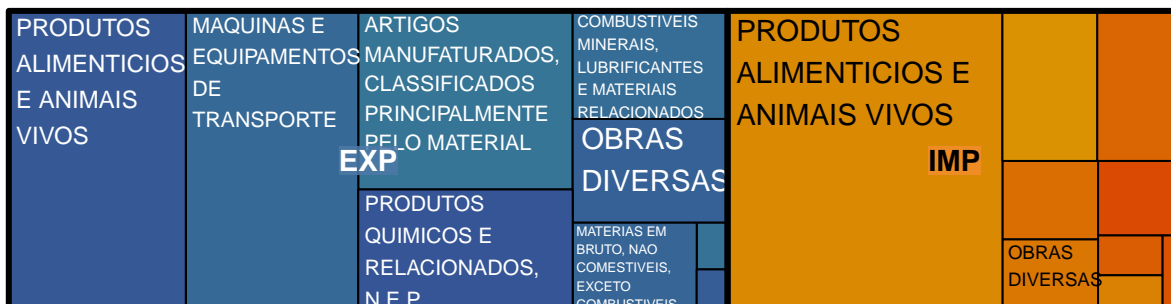 PRODUTOS
ALIMENTICIOS
E ANIMAIS
VIVOS
MAQUINAS E
EQUIPAMENTOS
DE
TRANSPORTE
ARTIGOS
MANUFATURADOS,
CLASSIFICADOS
PRINCIPALMENTE
PELO MATERIAL
EXP
PRODUTOS
QUIMICOS E
RELACIONADOS,
N.E.P.
COMBUSTIVEIS
MINERAIS,
LUBRIFICANTES
E MATERIAIS
RELACIONADOS
OBRAS
DIVERSAS
MATERIAS EM
BRUTO, NAO
COMESTIVEIS,
EXCETO
COMBUSTIVEIS
PRODUTOS
ALIMENTICIOS E
ANIMAIS VIVOS
IMP
OBRAS
DIVERSAS